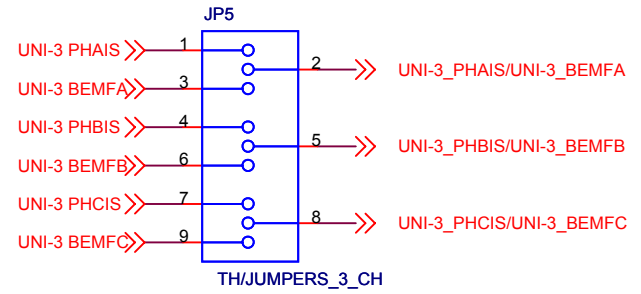 JP5
UNI-3 PHAIS 1
2 UNI-3_PHAIS/UNI-3_BEMFA
UNI-3 BEMFA 3
UNI-3 PHBIS 4
5 UNI-3_PHBIS/UNI-3_BEMFB
UNI-3 BEMFB 6
UNI-3 PHCIS 7
8 UNI-3_PHCIS/UNI-3_BEMFC
UNI-3 BEMFC 9
TH/JUMPERS_3_CH